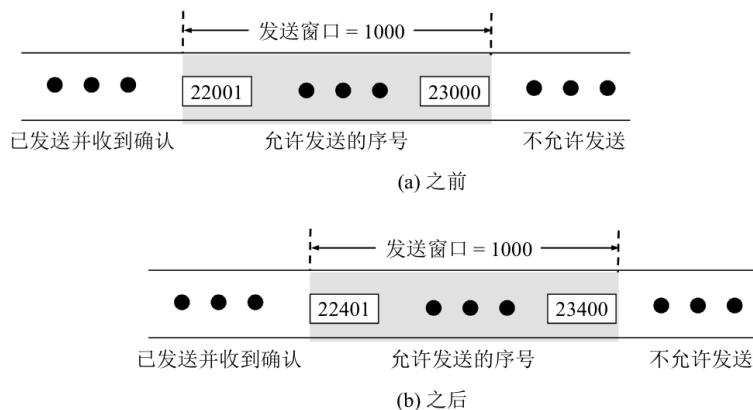 发送窗口 = 1000
22001 23000
已发送并收到确认 允许发送的序号 不允许发送
(a) 之前
发送窗口 = 1000
22401 23400
已发送并收到确认 允许发送的序号 不允许发送
(b) 之后